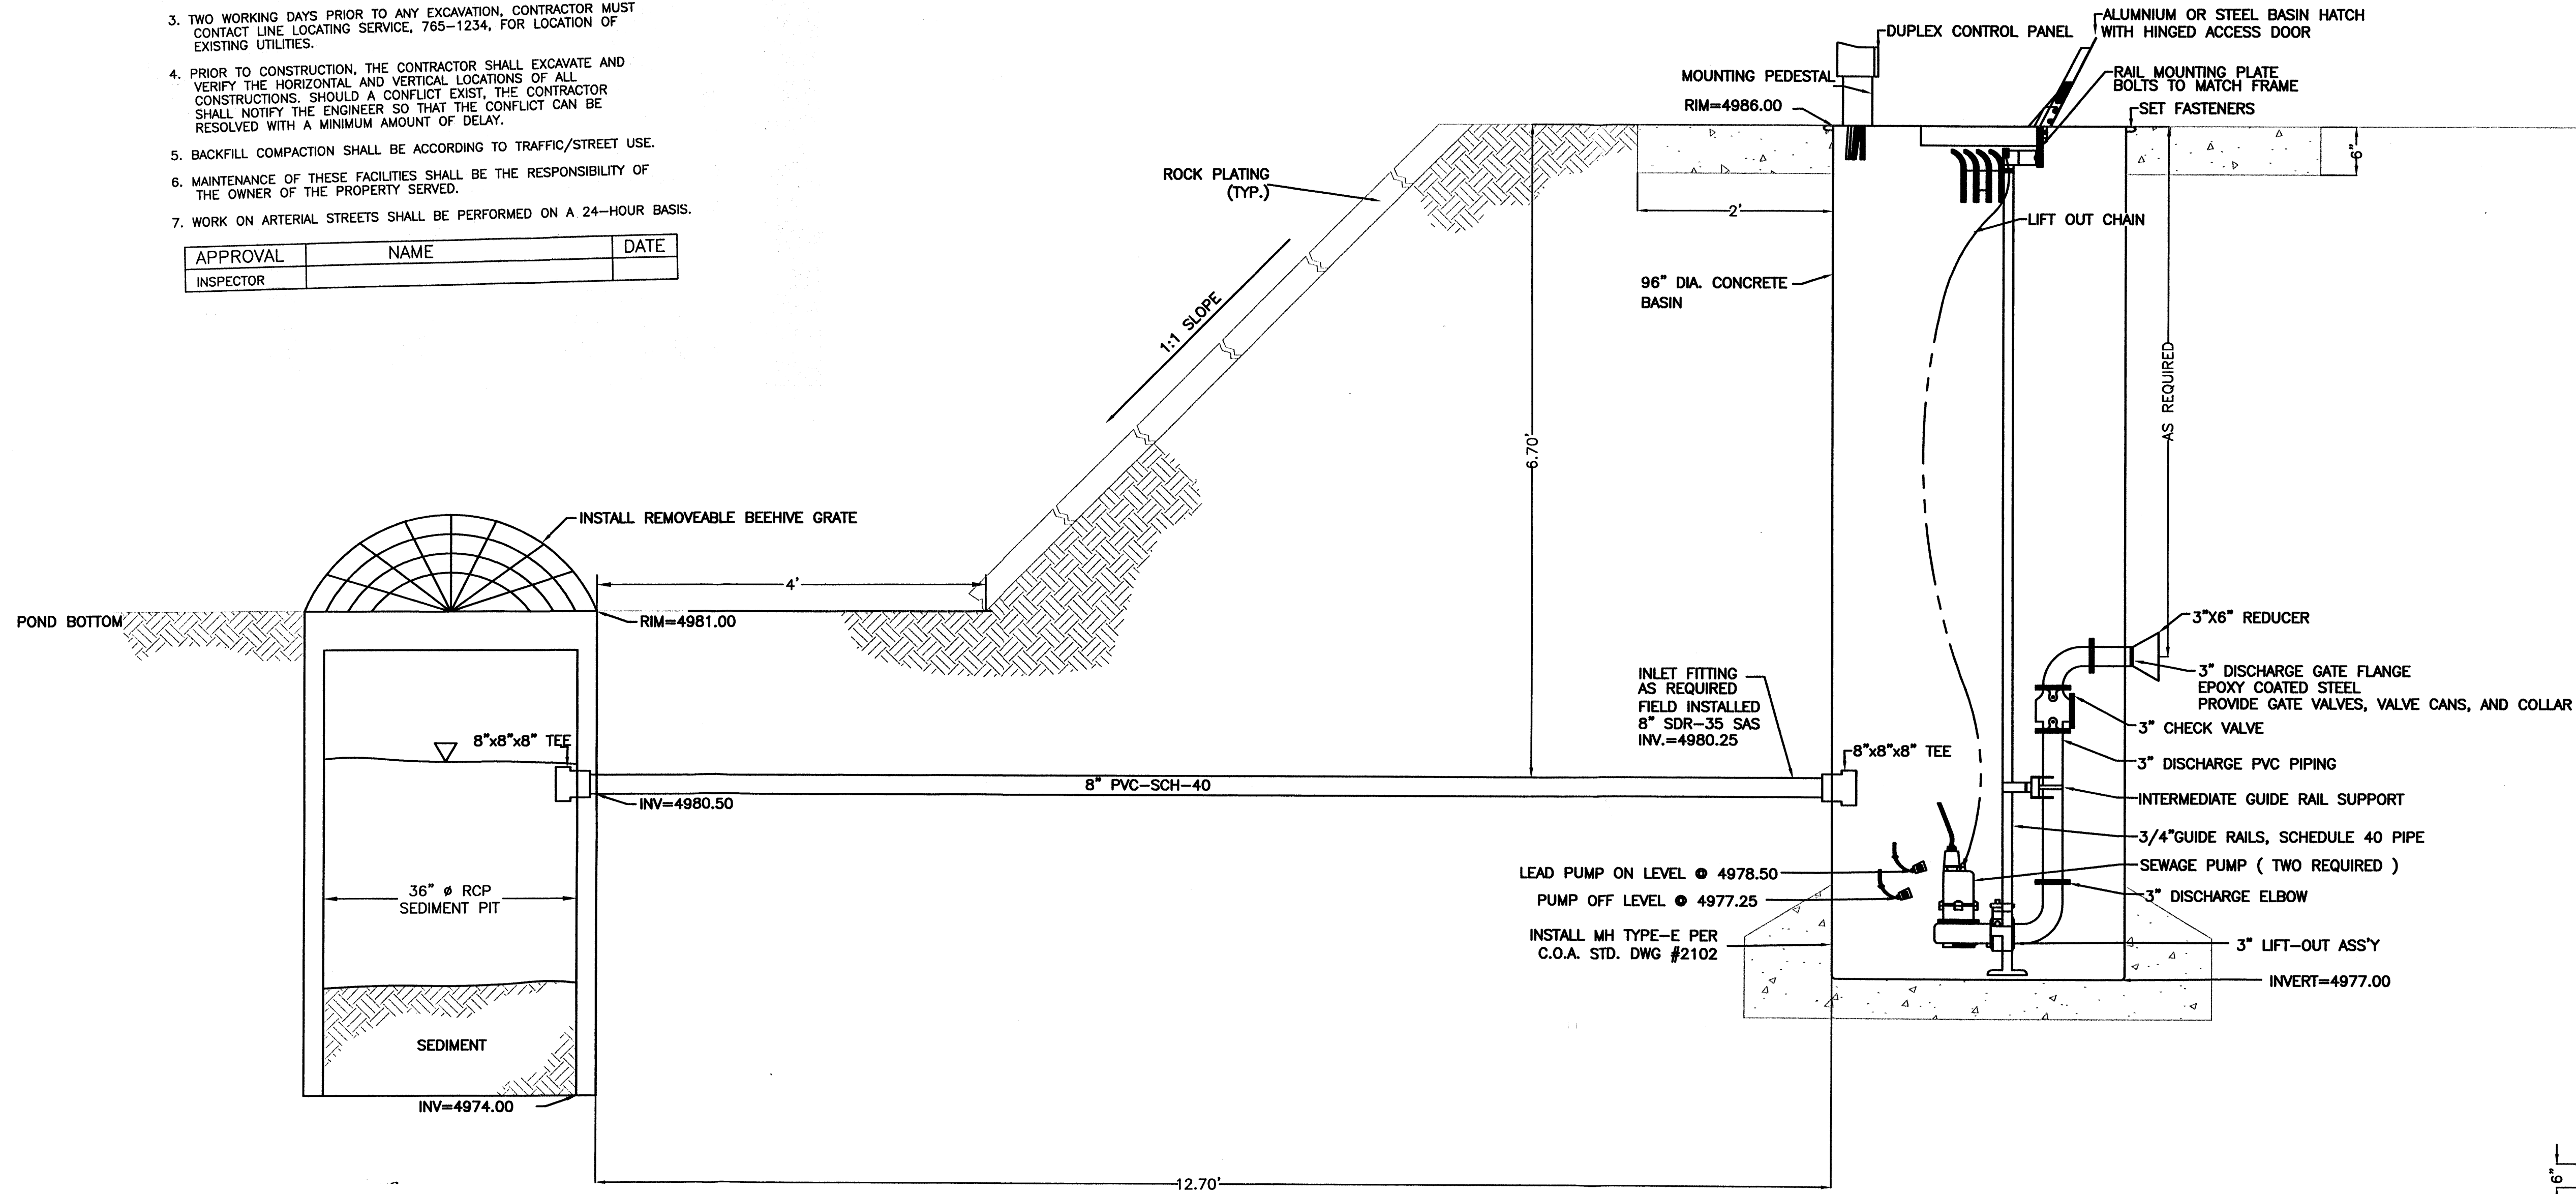 3. TWO WORKING DAYS PRIOR TO ANY EXCAVATION, CONTRACTOR MUST
CONTACT LINE LOCATING SERVICE, 765-1234, FOR LOCATION OF
EXISTING UTILITIES.
4. PRIOR TO CONSTRUCTION, THE CONTRACTOR SHALL EXCAVATE AND
VERIFY THE HORIZONTAL AND VERTICAL LOCATIONS OF ALL
CONSTRUCTIONS. SHOULD A CONFLICT EXIST, THE CONTRACTOR
SHALL NOTIFY THE ENGINEER SO THAT THE CONFLICT CAN BE
RESOLVED WITH A MINIMUM AMOUNT OF DELAY.
5. BACKFILL COMPACTION SHALL BE ACCORDING TO TRAFFIC/STREET USE.
6. MAINTENANCE OF THESE FACILITIES SHALL BE THE RESPONSIBILITY OF
THE OWNER OF THE PROPERTY SERVED.
7. WORK ON ARTERIAL STREETS SHALL BE PERFORMED ON A 24-HOUR BASIS.
APPROVAL NAME DATE
INSPECTOR
DUPLEX CONTROL PANEL
ALUMNIUM OR STEEL BASIN HATCH
WITH HINGED ACCESS DOOR
MOUNTING PEDESTAL
RAIL MOUNTING PLATE
BOLTS TO MATCH FRAME
RIM=4986.00
SET FASTENERS
6"
ROCK PLATING
(TYP.)
2'
LIFT OUT CHAIN
96" DIA. CONCRETE
BASIN
1:1 SLOPE
AS REQUIRED
6.70'
INSTALL REMOVEABLE BEEHIVE GRATE
4'
POND BOTTOM
RIM=4981.00
3"X6" REDUCER
INLET FITTING
AS REQUIRED
FIELD INSTALLED
8" SDR-35 SAS
INV.=4980.25
3" DISCHARGE GATE FLANGE
EPOXY COATED STEEL
PROVIDE GATE VALVES, VALVE CANS, AND COLLAR
3" CHECK VALVE
8"x8"x8" TEE
8"x8"x8" TEE
3" DISCHARGE PVC PIPING
8" PVC-SCH-40
INV=4980.50
INTERMEDIATE GUIDE RAIL SUPPORT
3/4"GUIDE RAILS, SCHEDULE 40 PIPE
LEAD PUMP ON LEVEL @ 4978.50
SEWAGE PUMP ( TWO REQUIRED )
36" ø RCP
SEDIMENT PIT
PUMP OFF LEVEL @ 4977.25
3" DISCHARGE ELBOW
INSTALL MH TYPE-E PER
C.O.A. STD. DWG #2102
3" LIFT-OUT ASS'Y
INVERT=4977.00
SEDIMENT
INV=4974.00
12.70'
6"